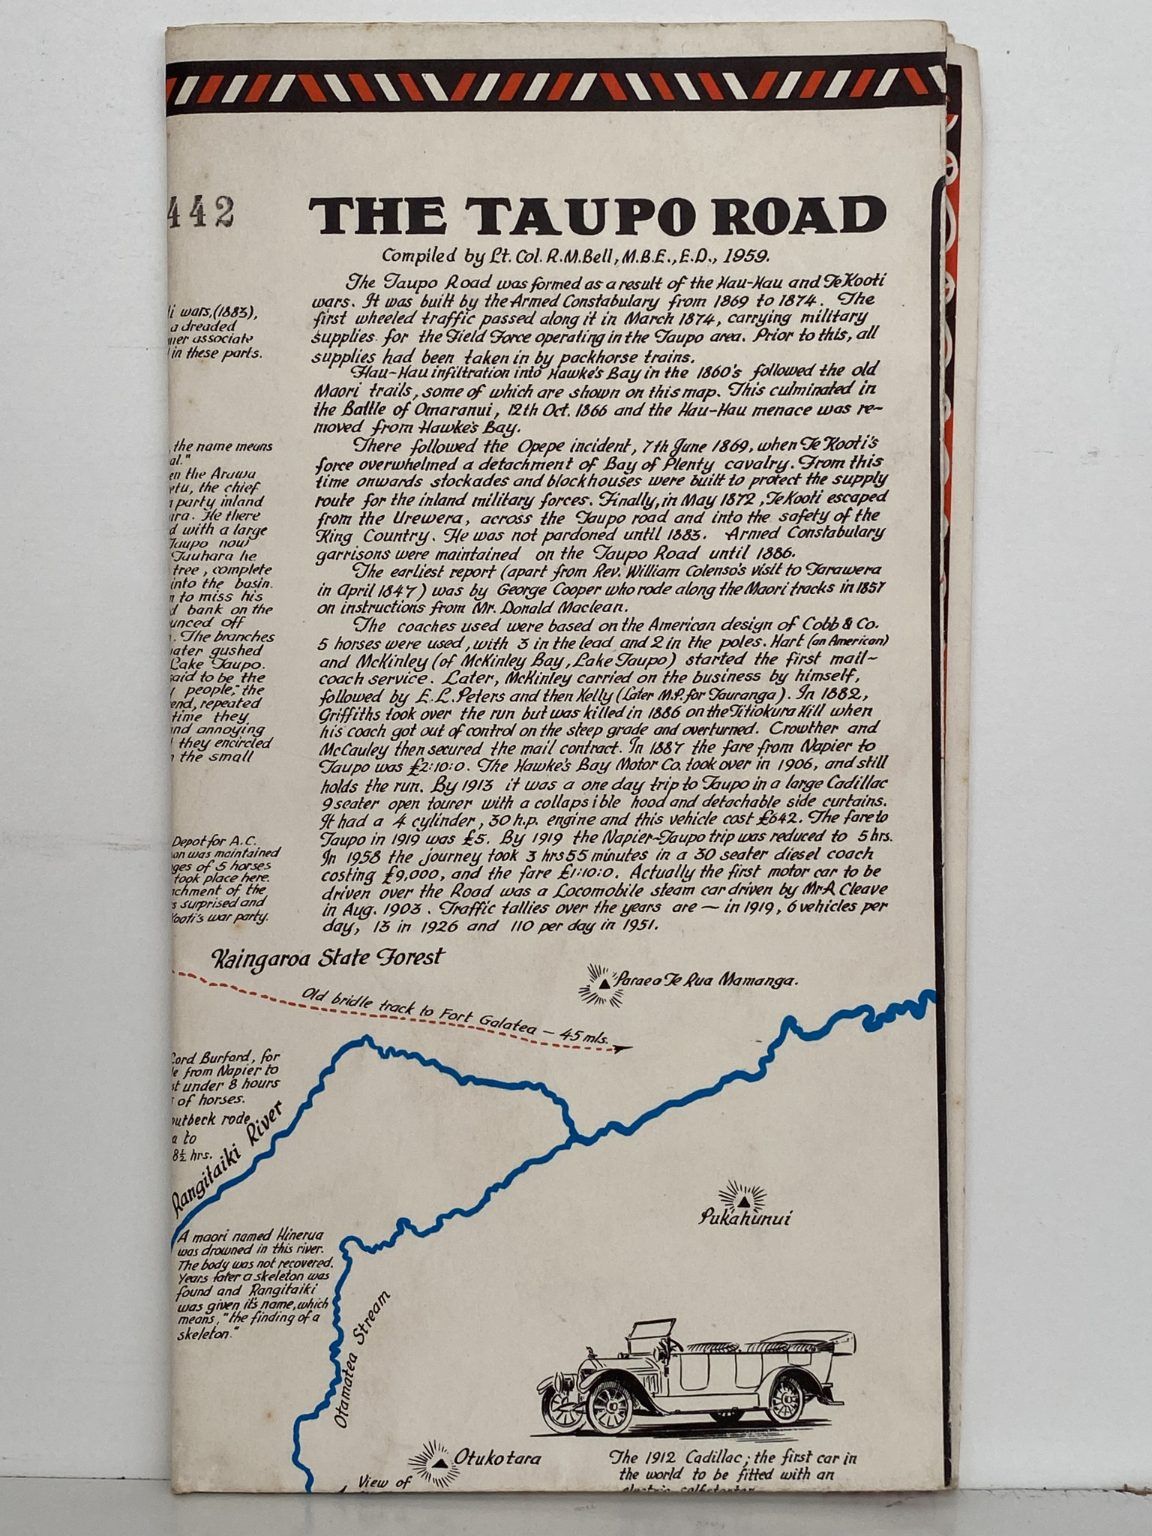 442
THE TAUPO ROAD
Compiled by Lt. Col. R.M.Bell, M.B.E., E.D., 1959.
The Taupo Road was formed as a result of the Hau-Hau and Te Kooti
wars. It was built by the Armed Constabulary from 1869 to 1874. The
first wheeled traffic passed along it in March 1874, carrying military
supplies for the Field Force operating in the Taupo area. Prior to this, all
supplies had been taken in by packhorse trains.
Hau-Hau infiltration into Hawke's Bay in the 1860's followed the old
Maori trails, some of which are shown on this map. This culminated in
the Battle of Omaranui, 12th Oct. 1866 and the Hau-Hau menace was re-
moved from Hawke's Bay.
There followed the Opepe incident, 7th June 1869, when Te Kooti's
force overwhelmed a detachment of Bay of Plenty cavalry. From this
time onwards stockades and blockhouses were built to protect the supply
route for the inland military forces. Finally, in May 1872, Te Kooti escaped
from the Urewera, across the Taupo road and into the safety of the
King Country. He was not pardoned until 1883. Armed Constabulary
garrisons were maintained on the Taupo Road until 1886.
The earliest report (apart from Rev. William Colenso's visit to Tarawera
in April 1847) was by George Cooper who rode along the Maori tracks in 1857
on instructions from Mr. Donald Maclean.
The coaches used were based on the American design of Cobb & Co.
5 horses were used, with 3 in the lead and 2 in the poles. Hart (an American)
and McKinley (of McKinley Bay, Lake Taupo) started the first mail-
coach service. Later, McKinley carried on the business by himself,
followed by E.L.Peters and then Kelly (Later M.P. for Tauranga). In 1882,
Griffiths took over the run but was killed in 1886 on the Titiokura Hill when
his coach got out of control on the steep grade and overturned. Crowther and
McCauley then secured the mail contract. In 1887 the fare from Napier to
Taupo was £2:10:0. The Hawke's Bay Motor Co. took over in 1906, and still
holds the run. By 1913 it was a one day trip to Taupo in a large Cadillac
9 seater open tourer with a collapsible hood and detachable side curtains.
It had a 4 cylinder, 30 h.p. engine and this vehicle cost £642. The fare to
Taupo in 1919 was £5. By 1919 the Napier-Taupo trip was reduced to 5 hrs.
In 1958 the journey took 3 hrs 55 minutes in a 30 seater diesel coach
costing £9,000, and the fare £1:10:0. Actually the first motor car to be
driven over the Road was a Locomobile steam car driven by Mr A Cleave
in Aug. 1903. Traffic tallies over the years are — in 1919, 6 vehicles per
day, 13 in 1926 and 110 per day in 1951.
i wars, (1883),
a dreaded
ier associate
in these parts.
the name means
al."
en the Arawa
etu, the chief
party inland
ira. He there
d with a large
Taupo now
Tauhara he
tree, complete
into the basin.
n to miss his
d bank on the
unced off
. The branches
ater gushed
Lake Taupo.
said to be the
people, the
end, repeated
time they
nd annoying
they encircled
n the small
Depot for A.C.
on was maintained
ges of 5 horses
took place here.
chment of the
s surprised and
Kooti's war party.
Kaingaroa State Forest
Paraea Te Rua Mamanga.
Old bridle track to Fort Galatea — 45 mls.
Cord Burford, for
e from Napier to
st under 8 hours
of horses.
outbeck rode
a to
8½ hrs.
Rangitaiki River
Pukahunui
A maori named Hinerua
was drowned in this river.
The body was not recovered.
Years later a skeleton was
found and Rangitaiki
was given its name, which
means, "the finding of a
skeleton."
Otamatea Stream
Otukotara
View of
The 1912 Cadillac; the first car in
the world to be fitted with an
electric selfstarter